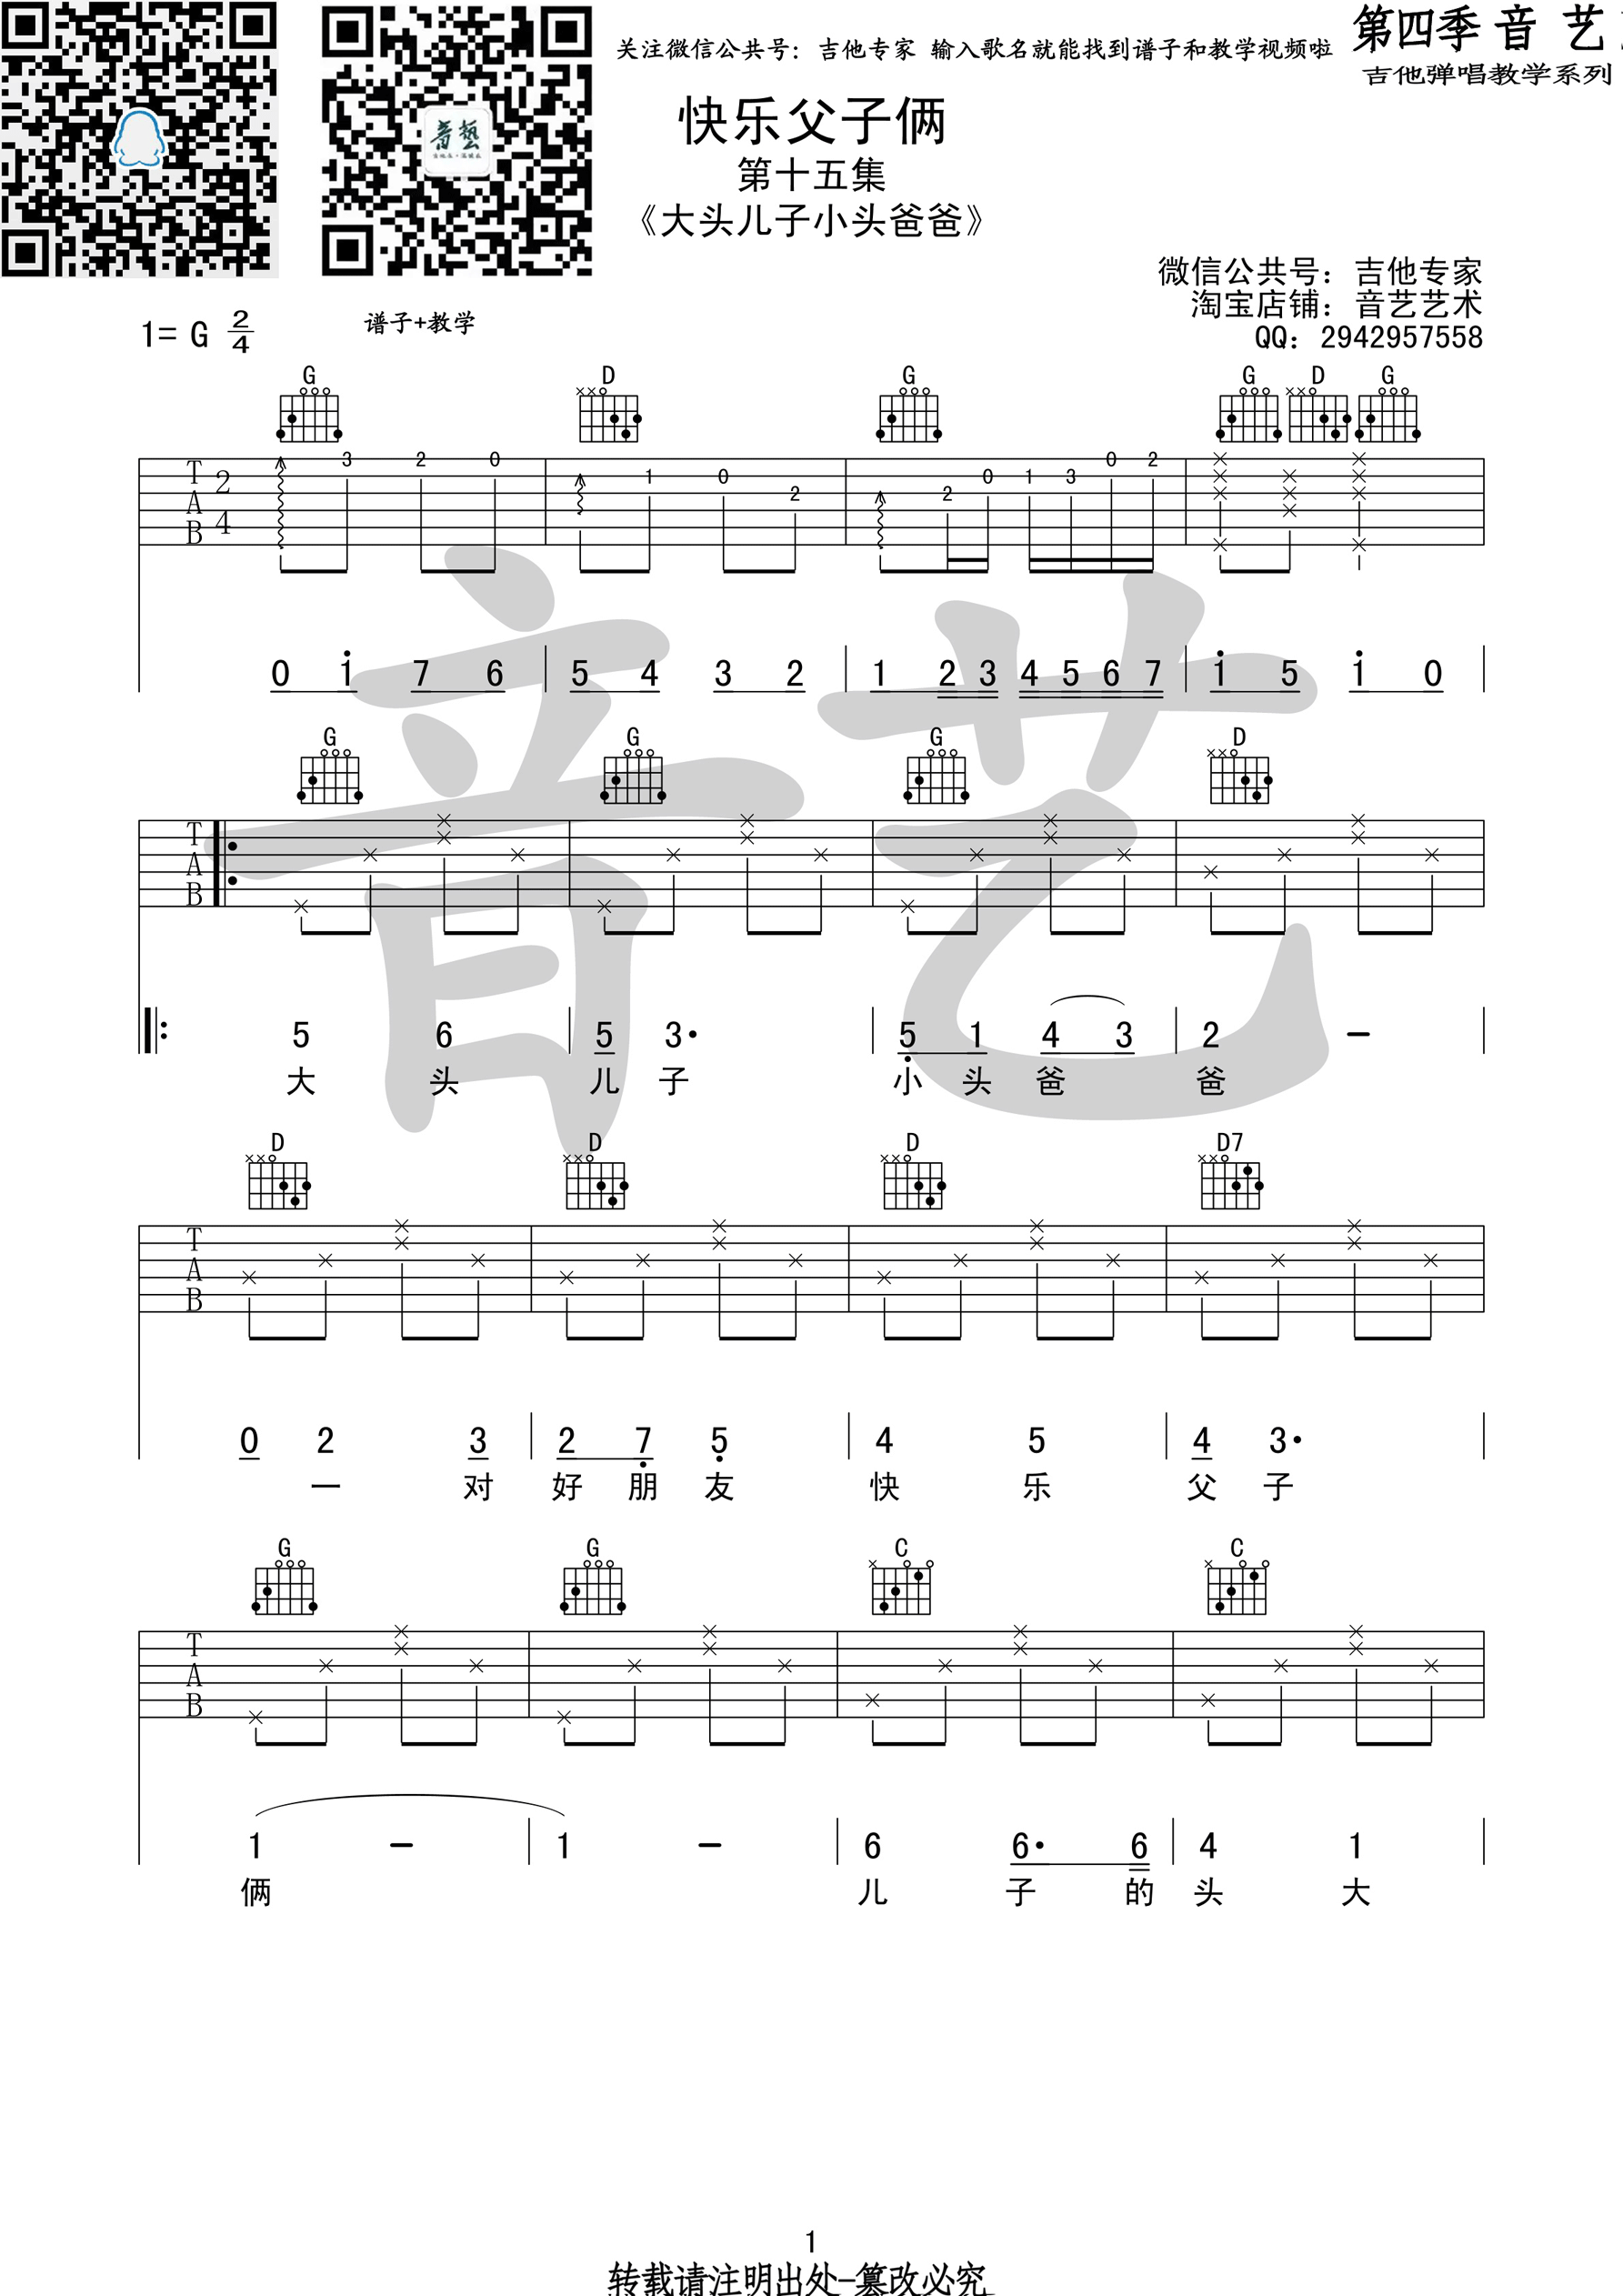 关注微信公共号：吉他专家 输入歌名就能找到谱子和教学视频啦
第四季 音 艺
吉他弹唱教学系列
音藝
快乐父子俩
第十五集
《大头儿子小头爸爸》
微信公共号：吉他专家
淘宝店铺：音艺艺术
QQ：2942957558
1= G 2/4
谱子+教学
G D G G D G
T A B 2 4 3 2 0 1 0 2 2 0 1 3 0 2
0 1 7 6 5 4 3 2 1 2 3 4 5 6 7 1 5 1 0
G G G D
T A B
5 6 5 3· 5 1 4 3 2 -
大 头 儿 子 小 头 爸 爸
D D D D7
T A B
0 2 3 2 7 5 4 5 4 3·
一 对 好 朋 友 快 乐 父 子
G G C C
T A B
1 - 1 - 6 6· 6 4 1
俩 儿 子 的 头 大
音艺
1
转载请注明出处-篡改必究